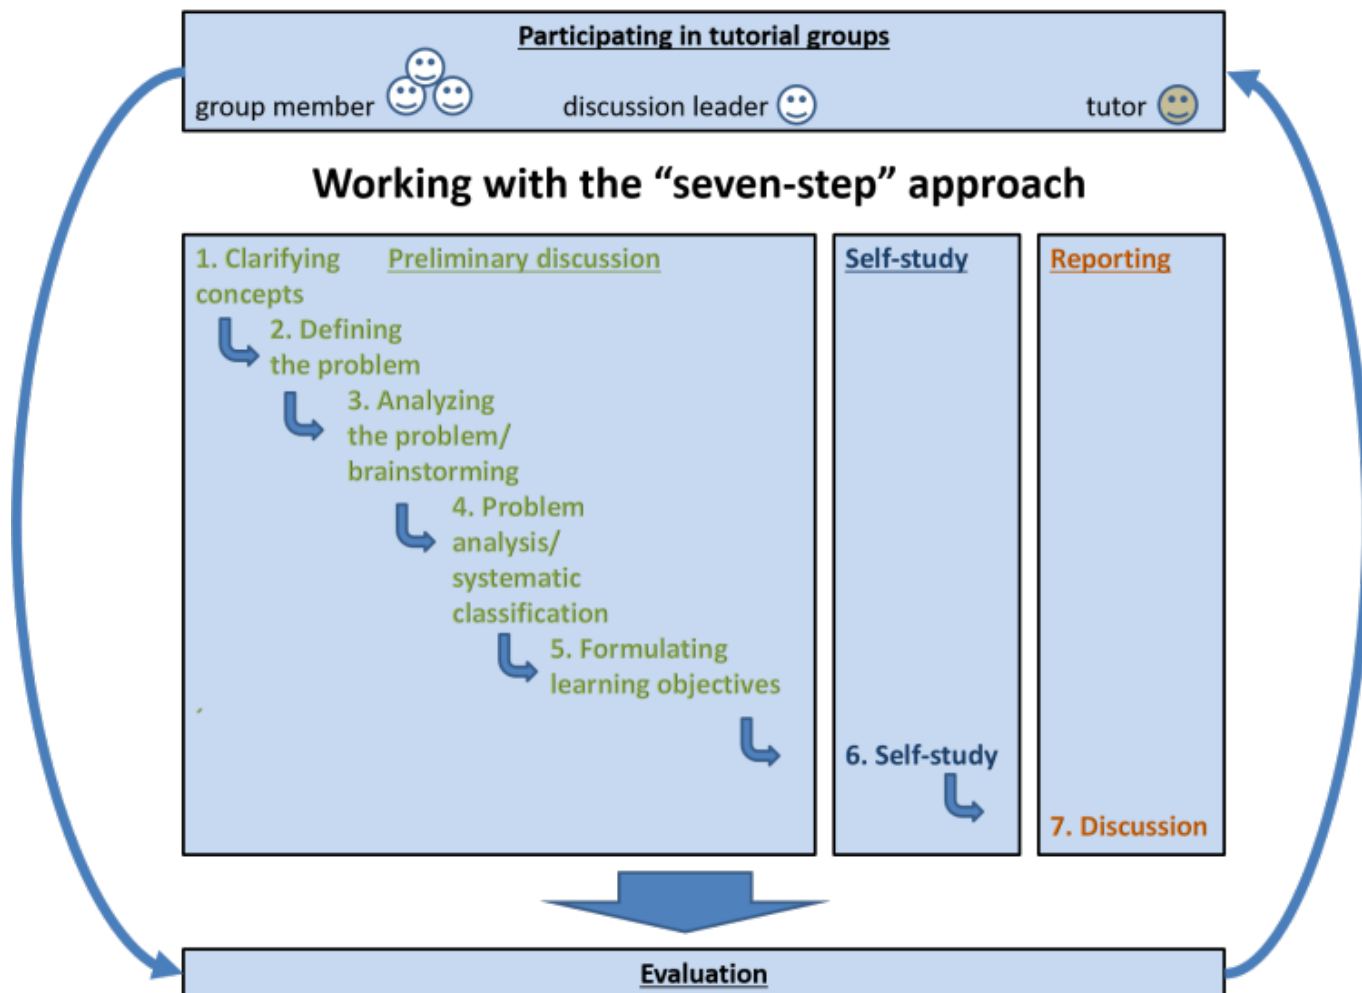 Participating in tutorial groups
group member
discussion leader
tutor
Working with the “seven-step” approach
1. Clarifying
concepts
Preliminary discussion
2. Defining
the problem
3. Analyzing
the problem/
brainstorming
4. Problem
analysis/
systematic
classification
5. Formulating
learning objectives
Self-study
6. Self-study
Reporting
7. Discussion
Evaluation